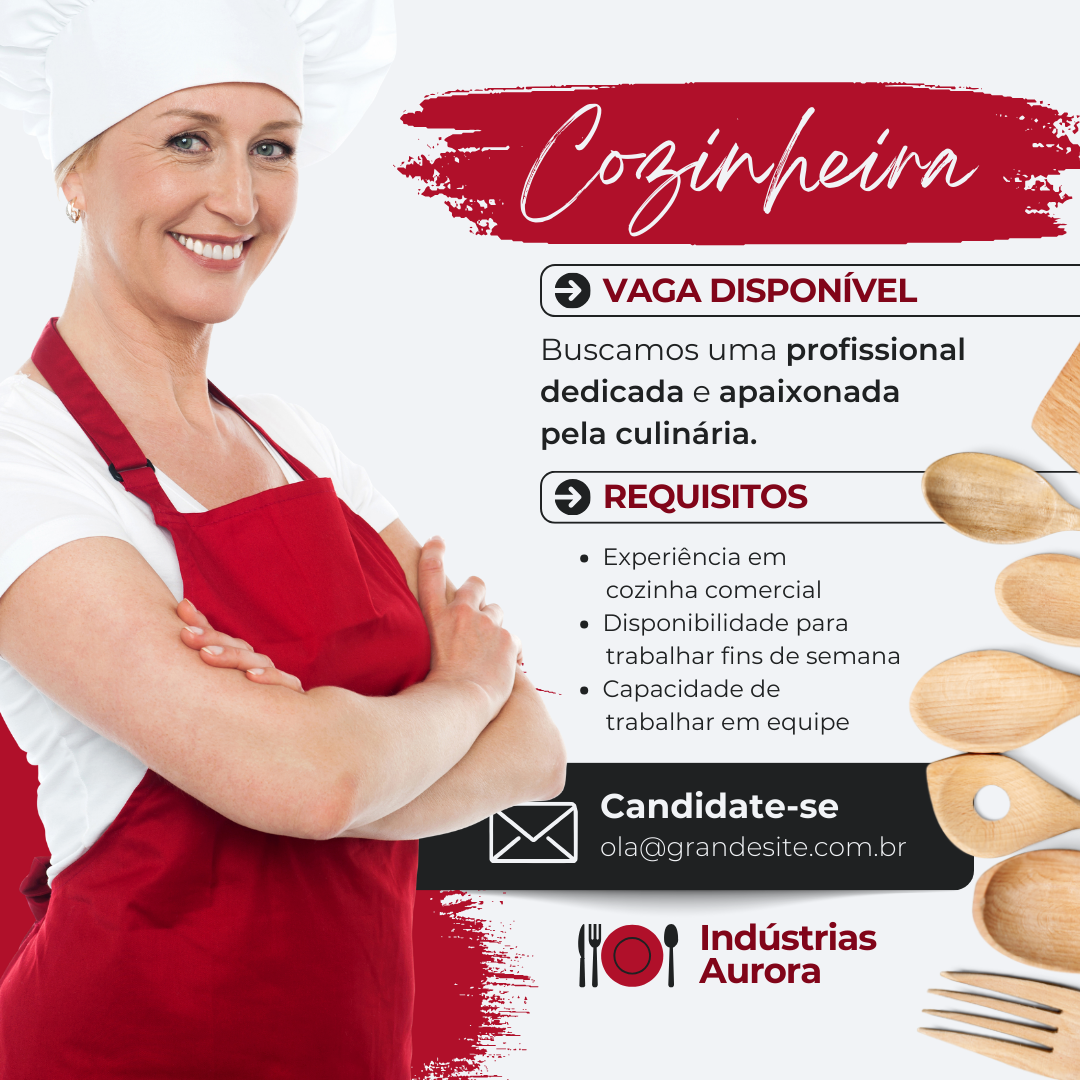 Cozinheira
VAGA DISPONÍVEL
Buscamos uma profissional
dedicada e apaixonada
pela culinária.
REQUISITOS
• Experiência em
cozinha comercial
• Disponibilidade para
trabalhar fins de semana
• Capacidade de
trabalhar em equipe
Candidate-se
ola@grandesite.com.br
Indústrias
Aurora